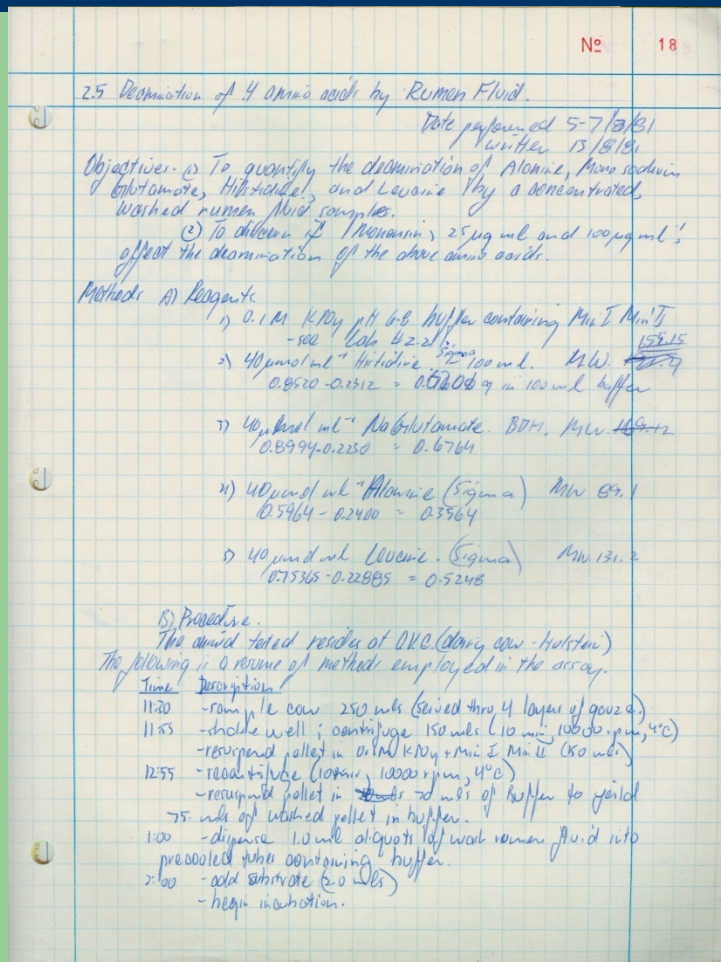 Nº 18
2.5 Deamination of 4 amino acids by Rumen Fluid.
Date performed 5-7/8/81
written 13/8/81
Objectives - ① To quantify the deamination of Alanine, Mono sodium
Glutamate, Histidine, and Leucine by a concentrated,
washed rumen fluid sample.
② To discern if Monensin, 25 µg ml and 100 µg ml⁻¹,
affect the deamination of the above amino acids.
Methods A) Reagents.
1) 0.1M KPO4 pH 6.8 buffer containing Min I Min II
- see Lab # 2.2
2) 40 µmol ml⁻¹ Histidine Sigma 100 ml. M.W. 155.15
0.8520 - 0.2312 = g in 100 ml buffer
3) 40 µmol ml⁻¹ NaGlutamate. BDH. MW.
0.8994 - 0.2230 = 0.6764
4) 40 µmol ml⁻¹ Alanine (Sigma) MW 89.1
0.5964 - 0.2400 = 0.3564
5) 40 µmol ml Leucine. (Sigma) MW. 131.2
0.75365 - 0.22885 = 0.5248
B) Procedure.
The animal tested resides at O.V.C. (dairy cow - Holstein)
The following is a resume of methods employed in the assay.
Time Description
11:20 - sample cow 250 mls (seived thro 4 layers of gauze)
11:55 - shake well ; centrifuge 150 mls (10 min, 10000 rpm, 4°C)
- resuspend pellet in 0.1M KPO4 + Min I Min II (150 mls)
12:55 - recentrifuge (10 min, 10000 rpm, 4°C)
- resuspend pellet in 70 mls of buffer to yeild
75. mls of washed pellet in buffer.
1:00 - dispense 1.0 ml aliquots of wash rumen fluid into
precooled tubes containing buffer.
2:00 - add substrate (2.0 mls)
- begin incubation.